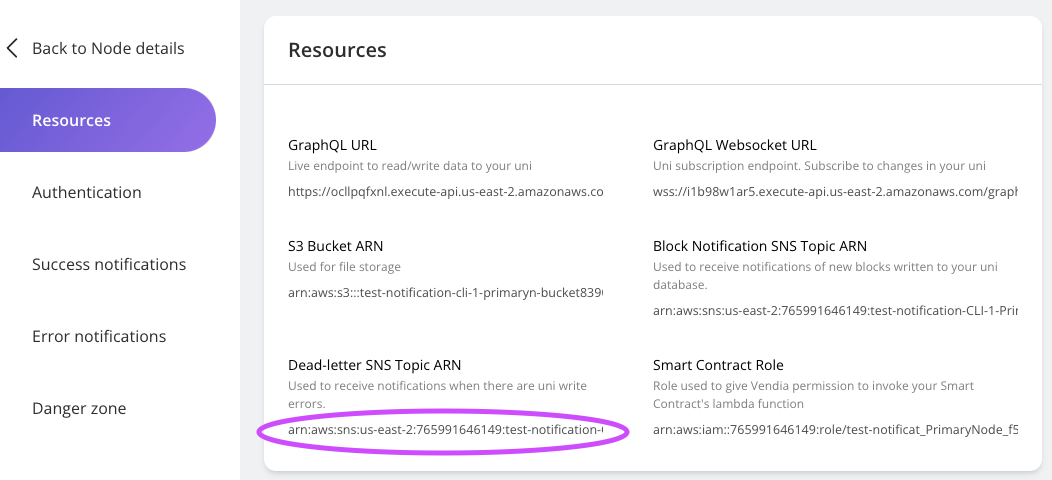 Back to Node details
Resources
Authentication
Success notifications
Error notifications
Danger zone
Resources
GraphQL URL
Live endpoint to read/write data to your uni
https://ocllpqfxnl.execute-api.us-east-2.amazonaws.co
GraphQL Websocket URL
Uni subscription endpoint. Subscribe to changes in your uni
wss://i1b98w1ar5.execute-api.us-east-2.amazonaws.com/graph
S3 Bucket ARN
Used for file storage
arn:aws:s3:::test-notification-cli-1-primaryn-bucket839
Block Notification SNS Topic ARN
Used to receive notifications of new blocks written to your uni
database.
arn:aws:sns:us-east-2:765991646149:test-notification-CLI-1-Prir
Dead-letter SNS Topic ARN
Used to receive notifications when there are uni write
errors.
arn:aws:sns:us-east-2:765991646149:test-notification-
Smart Contract Role
Role used to give Vendia permission to invoke your Smart
Contract's lambda function
arn:aws:iam::765991646149:role/test-notificat_PrimaryNode_f5